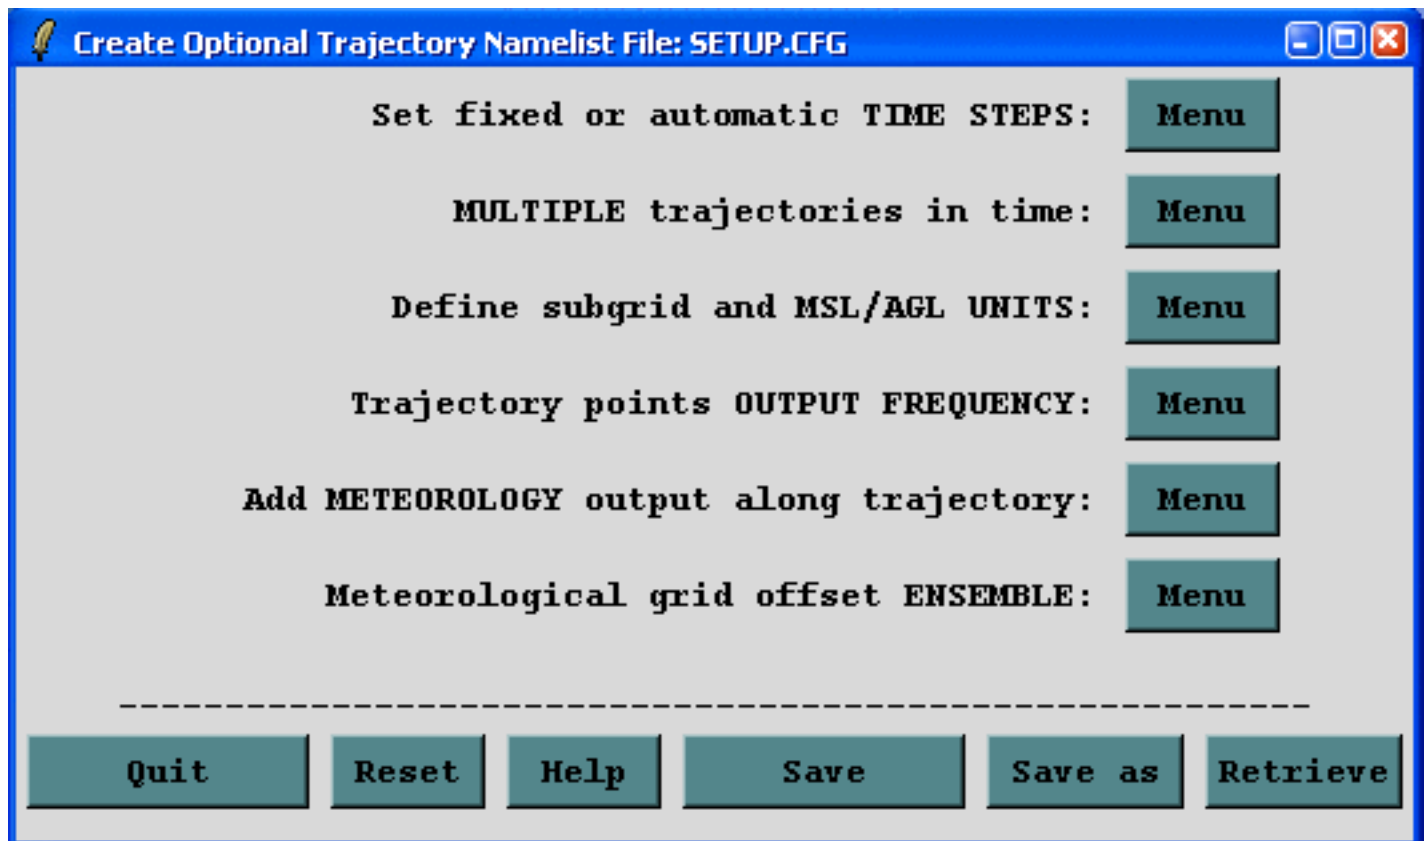 Create Optional Trajectory Namelist File: SETUP.CFG
Set fixed or automatic TIME STEPS: Menu
MULTIPLE trajectories in time: Menu
Define subgrid and MSL/AGL UNITS: Menu
Trajectory points OUTPUT FREQUENCY: Menu
Add METEOROLOGY output along trajectory: Menu
Meteorological grid offset ENSEMBLE: Menu
--------------------------------------------------------
Quit Reset Help Save Save as Retrieve